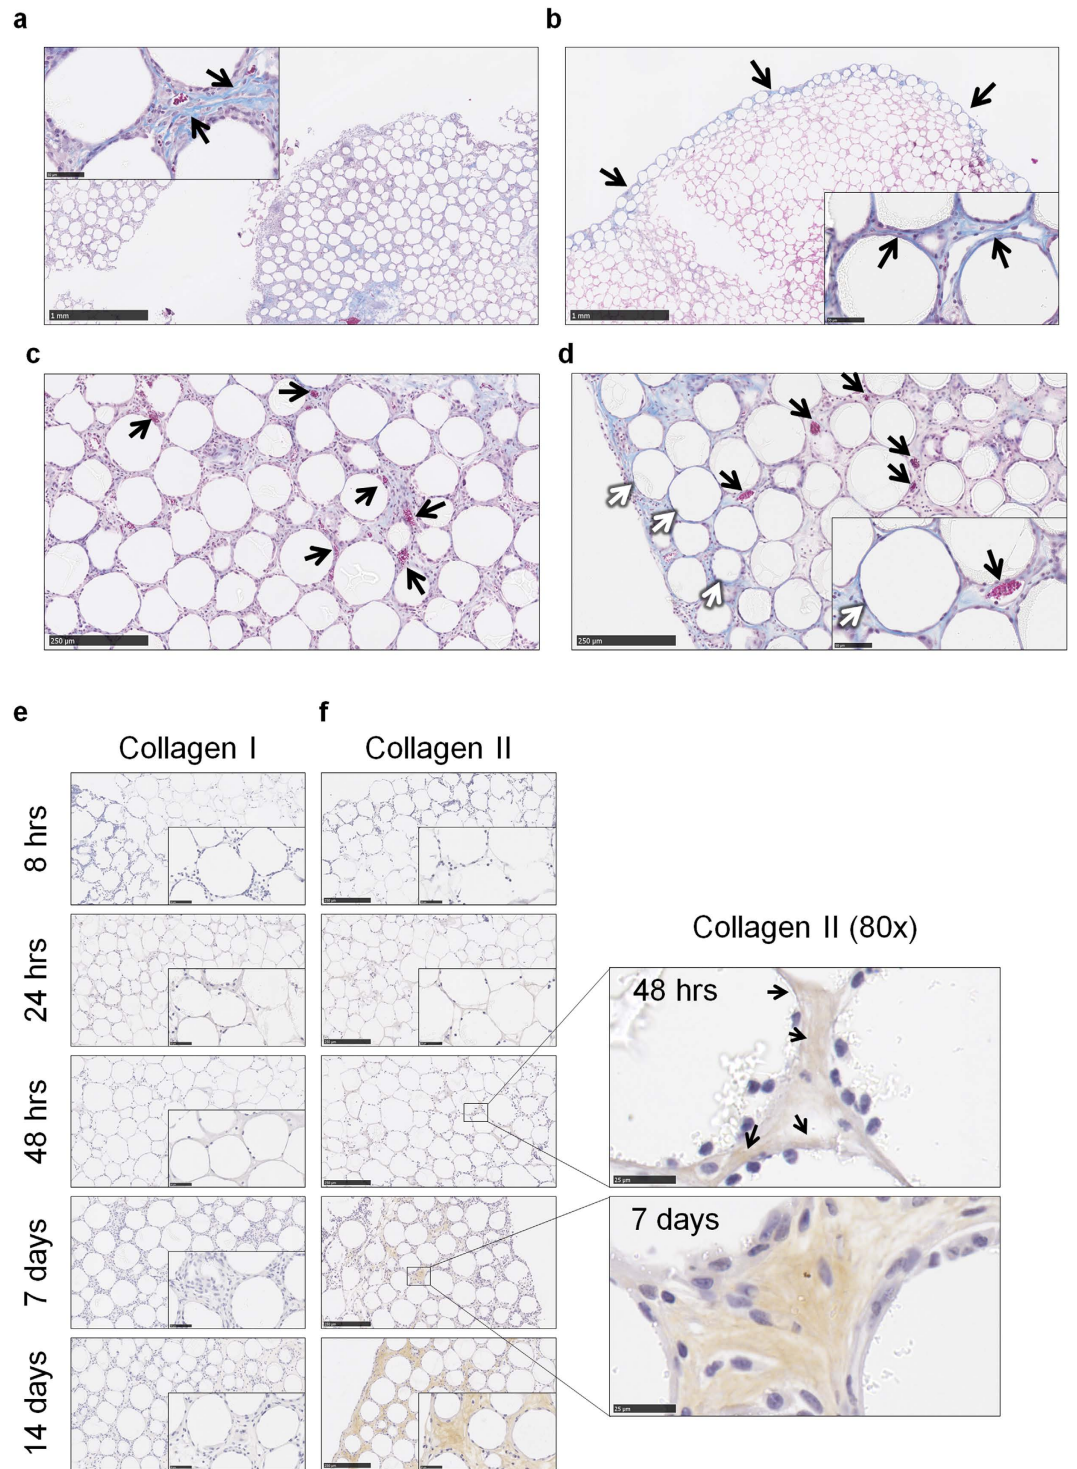 a
b
1 mm
1 mm
c
d
250 µm
250 µm
e
f
Collagen I
Collagen II
8 hrs
24 hrs
Collagen II (80x)
48 hrs
48 hrs
25 µm
7 days
7 days
25 µm
14 days